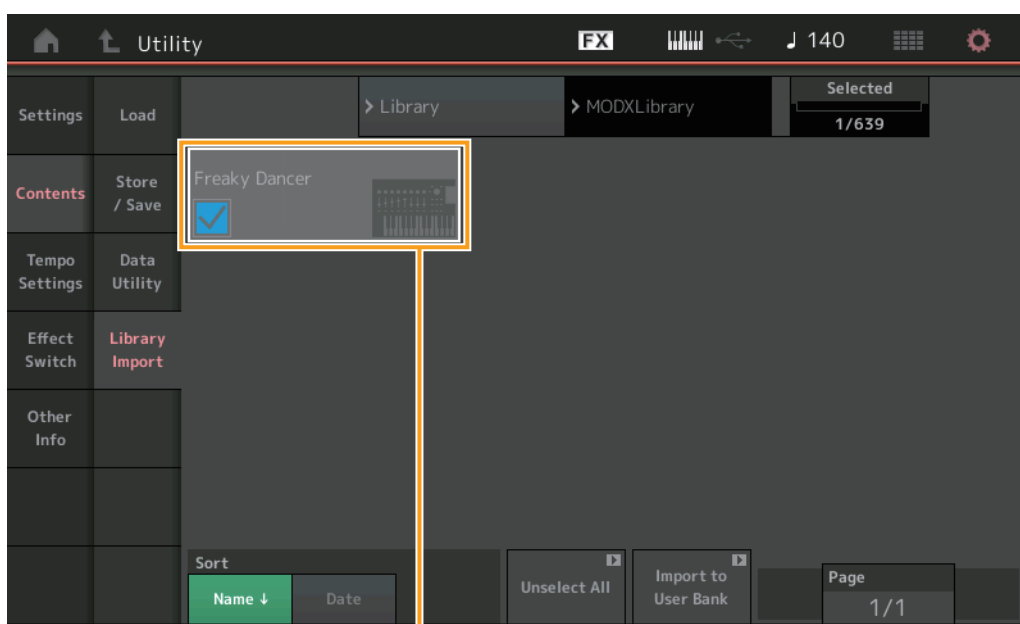 Utility
FX
♩ 140
Settings
Load
> Library
> MODXLibrary
Selected
1/639
Contents
Store
/ Save
Freaky Dancer
Tempo
Settings
Data
Utility
Effect
Switch
Library
Import
Other
Info
Sort
Name ↓
Date
Unselect All
Import to
User Bank
Page
1/1